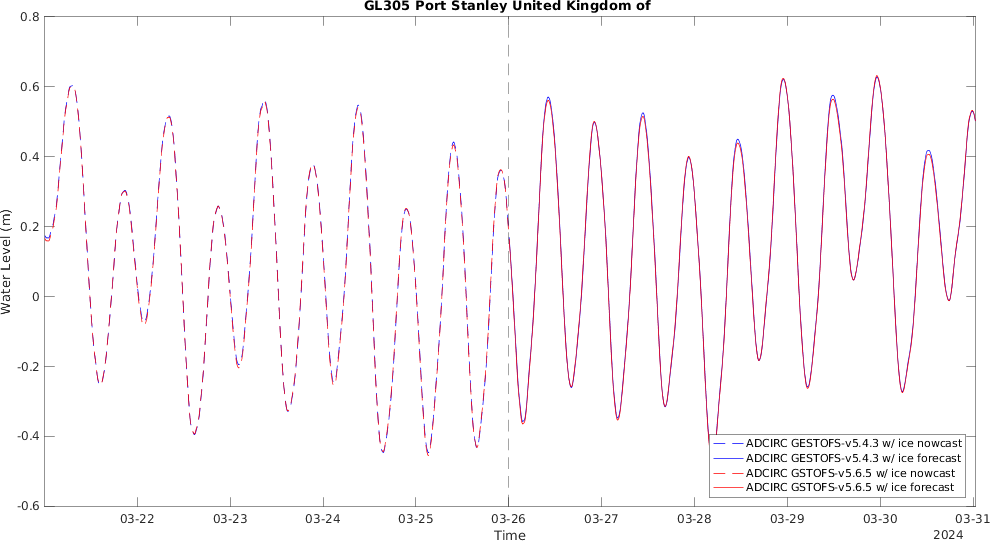 GL305 Port Stanley United Kingdom of
Water Level (m)
0.8
0.6
0.4
0.2
0
-0.2
-0.4
-0.6
ADCIRC GESTOFS-v5.4.3 w/ ice nowcast
ADCIRC GESTOFS-v5.4.3 w/ ice forecast
ADCIRC GSTOFS-v5.6.5 w/ ice nowcast
ADCIRC GSTOFS-v5.6.5 w/ ice forecast
03-22 03-23 03-24 03-25 03-26 03-27 03-28 03-29 03-30 03-31
Time
2024